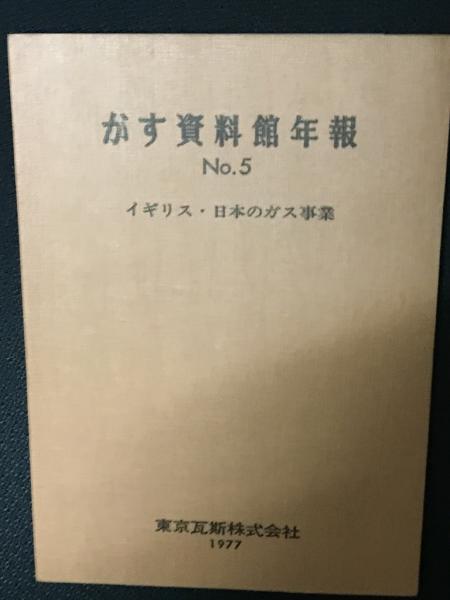 がす資料館年報
No.5
イギリス・日本のガス事業
東京瓦斯株式会社
1977